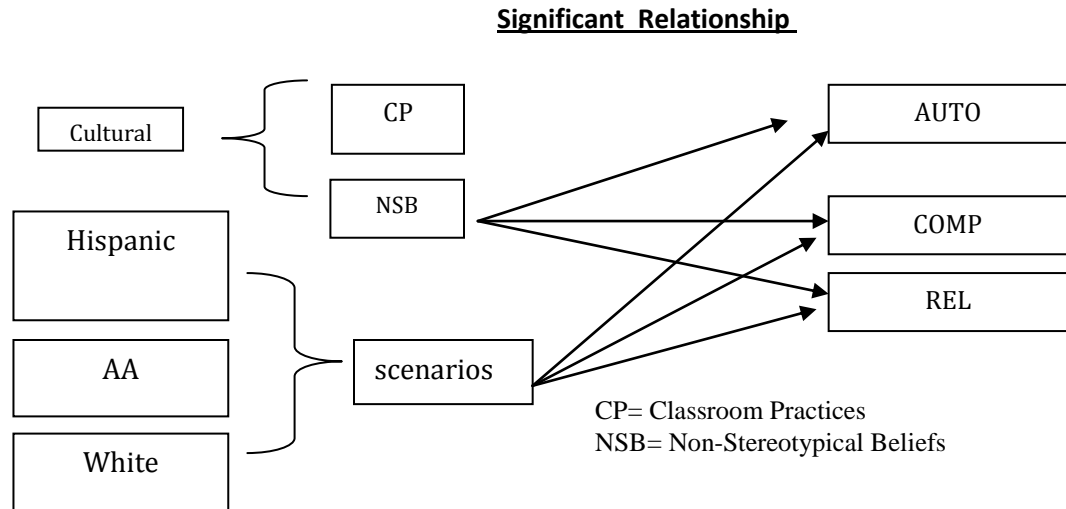 Significant Relationship
Cultural
CP
NSB
Hispanic
AA
White
scenarios
AUTO
COMP
REL
CP= Classroom Practices
NSB= Non-Stereotypical Beliefs